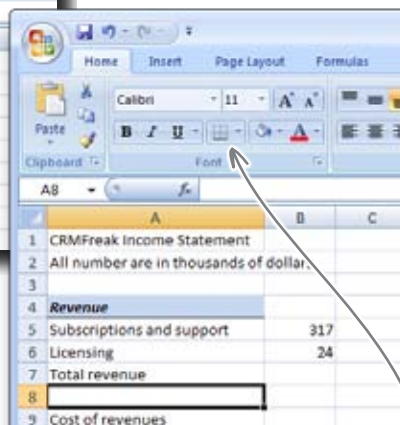 Home Insert Page Layout Formulas
Calibri 11 A A
Paste B I U A
Clipboard Font
A8 fx
A B C
1 CRMFreak Income Statement
2 All number are in thousands of dollar
3
4 Revenue
5 Subscriptions and support 317
6 Licensing 24
7 Total revenue
8
9 Cost of revenues